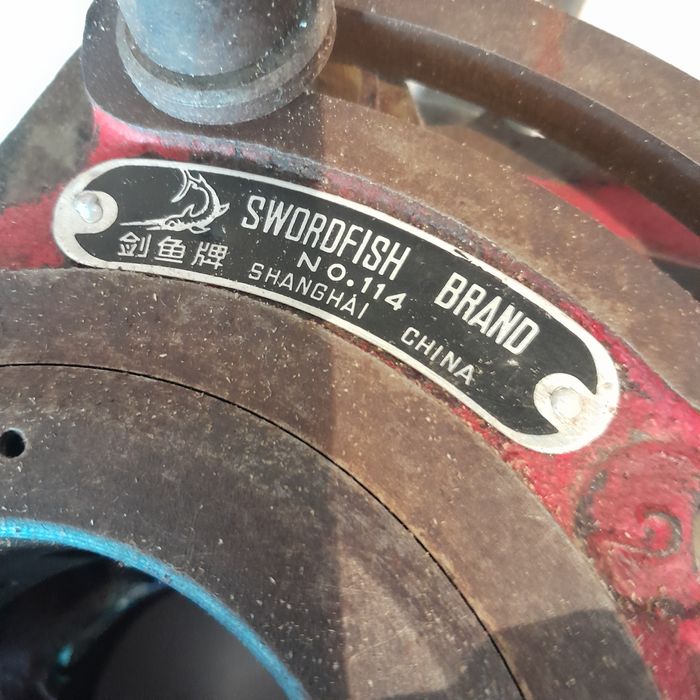 SWORDFISH BRAND
剑鱼牌
NO.114
SHANGHAI CHINA